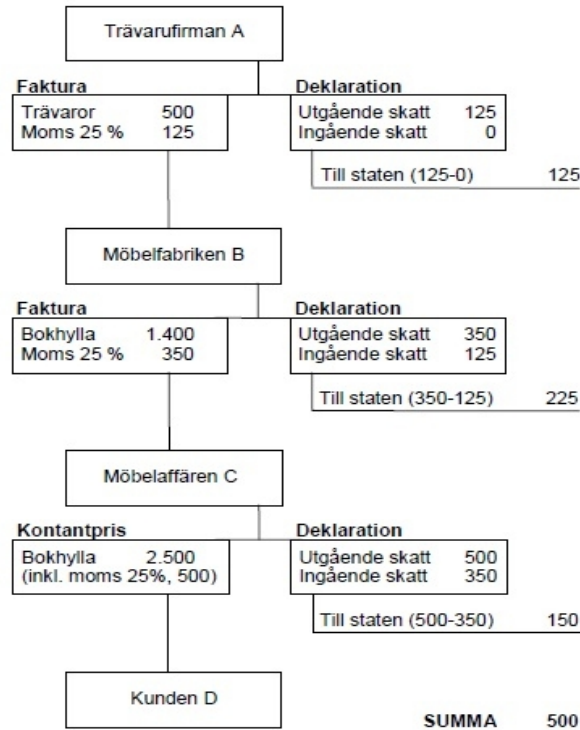 Trävarufirman A
Faktura
Trävaror 500
Moms 25 % 125
Deklaration
Utgående skatt 125
Ingående skatt 0
Till staten (125-0) 125
Möbelfabriken B
Faktura
Bokhylla 1.400
Moms 25 % 350
Deklaration
Utgående skatt 350
Ingående skatt 125
Till staten (350-125) 225
Möbelaffären C
Kontantpris
Bokhylla 2.500
(inkl. moms 25%, 500)
Deklaration
Utgående skatt 500
Ingående skatt 350
Till staten (500-350) 150
Kunden D
SUMMA 500